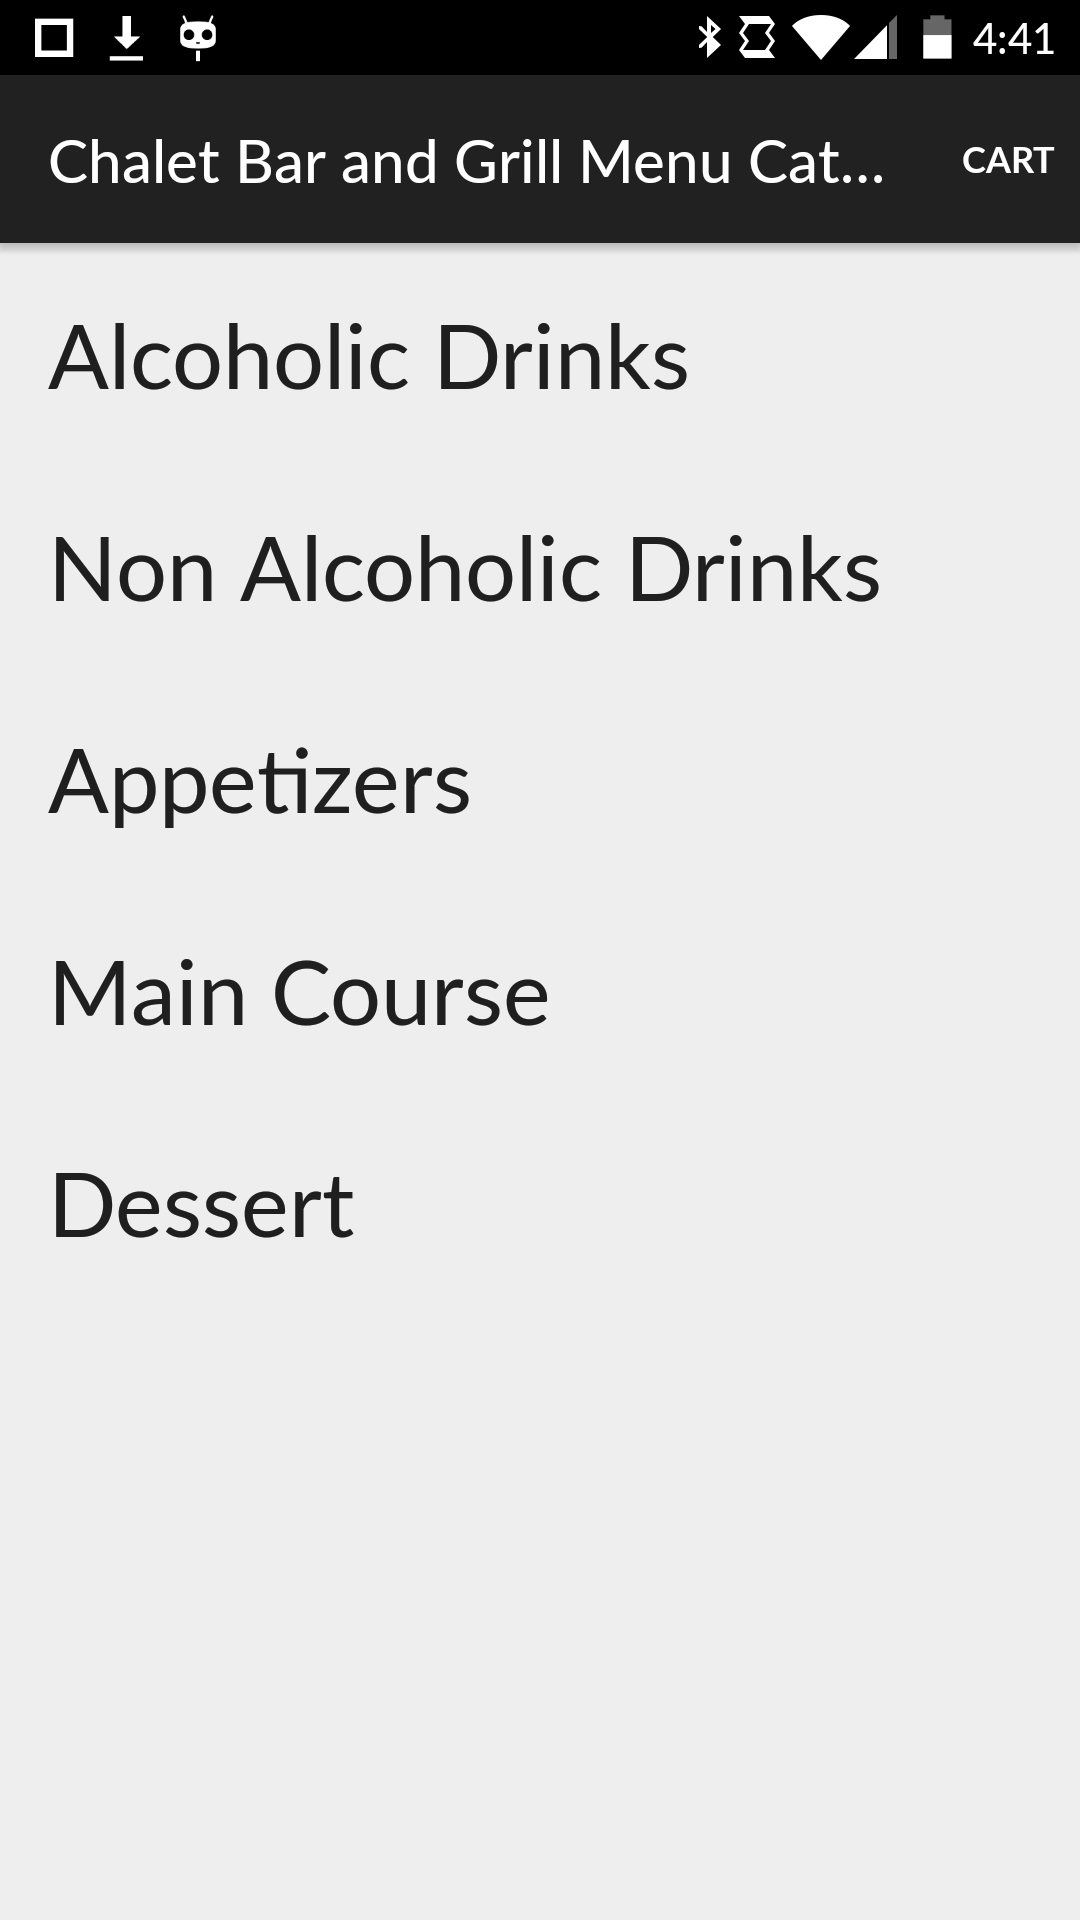 4:41
Chalet Bar and Grill Menu Cat...
CART
Alcoholic Drinks
Non Alcoholic Drinks
Appetizers
Main Course
Dessert